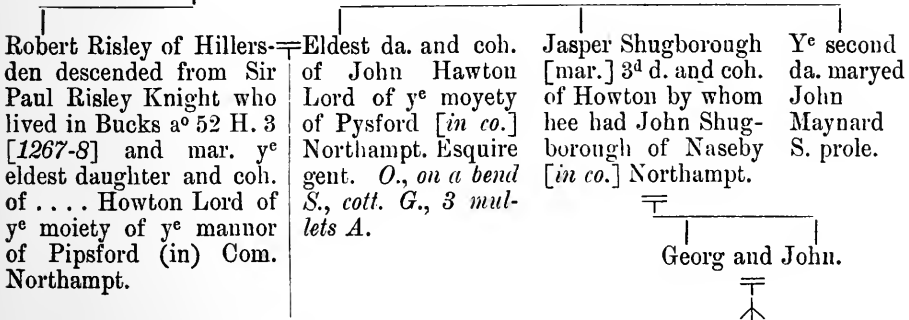 Robert Risley of Hillers-
den descended from Sir
Paul Risley Knight who
lived in Bucks aº 52 H. 3
[1267-8] and mar. yᵉ
eldest daughter and coh.
of . . . . Howton Lord of
yᵉ moiety of yᵉ mannor
of Pipsford (in) Com.
Northampt.
Eldest da. and coh.
of John Hawton
Lord of yᵉ moyety
of Pysford [in co.]
Northampt. Esquire
gent. O., on a bend
S., cott. G., 3 mul-
lets A.
Jasper Shugborough
[mar.] 3ᵈ d. and coh.
of Howton by whom
hee had John Shug-
borough of Naseby
[in co.] Northampt.
Yᵉ second
da. maryed
John
Maynard
S. prole.
Georg and John.